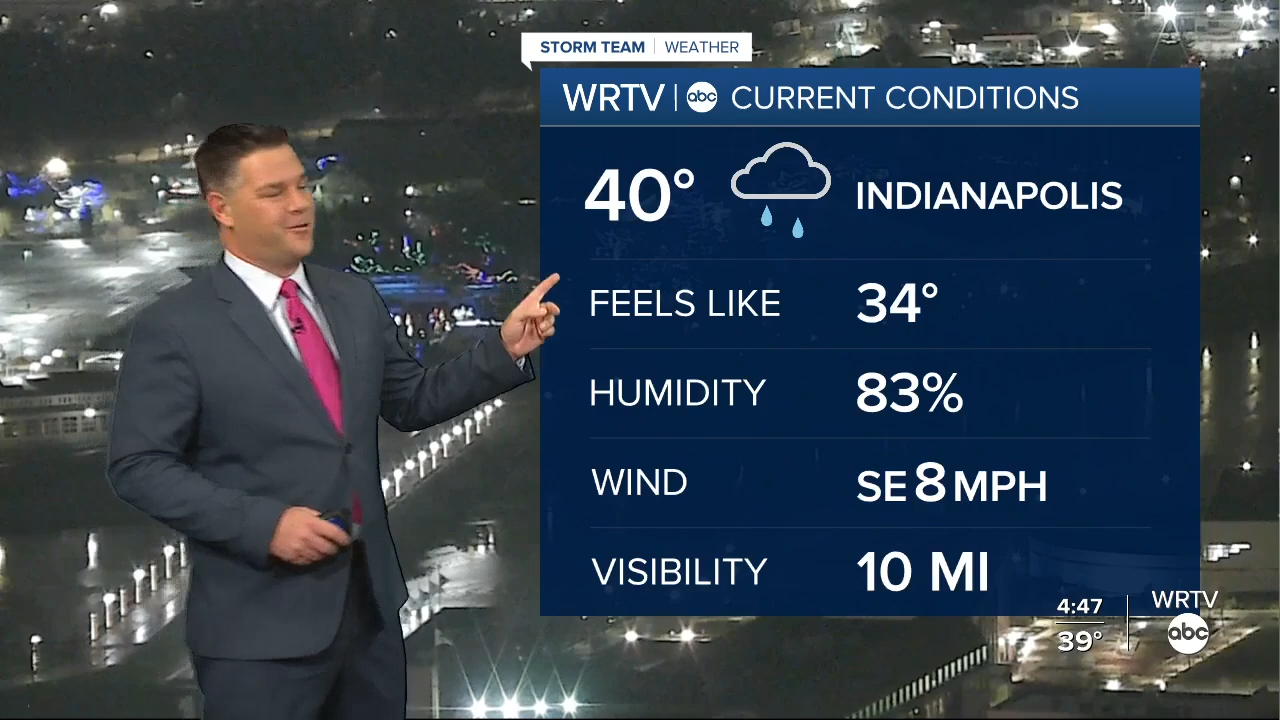 STORM TEAM | WEATHER
WRTV | abc CURRENT CONDITIONS
40° INDIANAPOLIS
FEELS LIKE 34°
HUMIDITY 83%
WIND SE 8 MPH
VISIBILITY 10 MI
4:47
39°
WRTV
abc